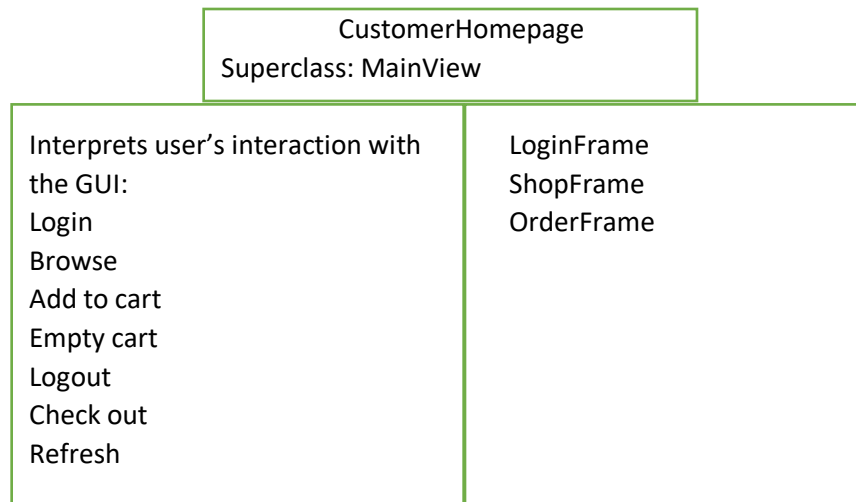 CustomerHomepage
Superclass: MainView
Interprets user’s interaction with
the GUI:
Login
Browse
Add to cart
Empty cart
Logout
Check out
Refresh
LoginFrame
ShopFrame
OrderFrame